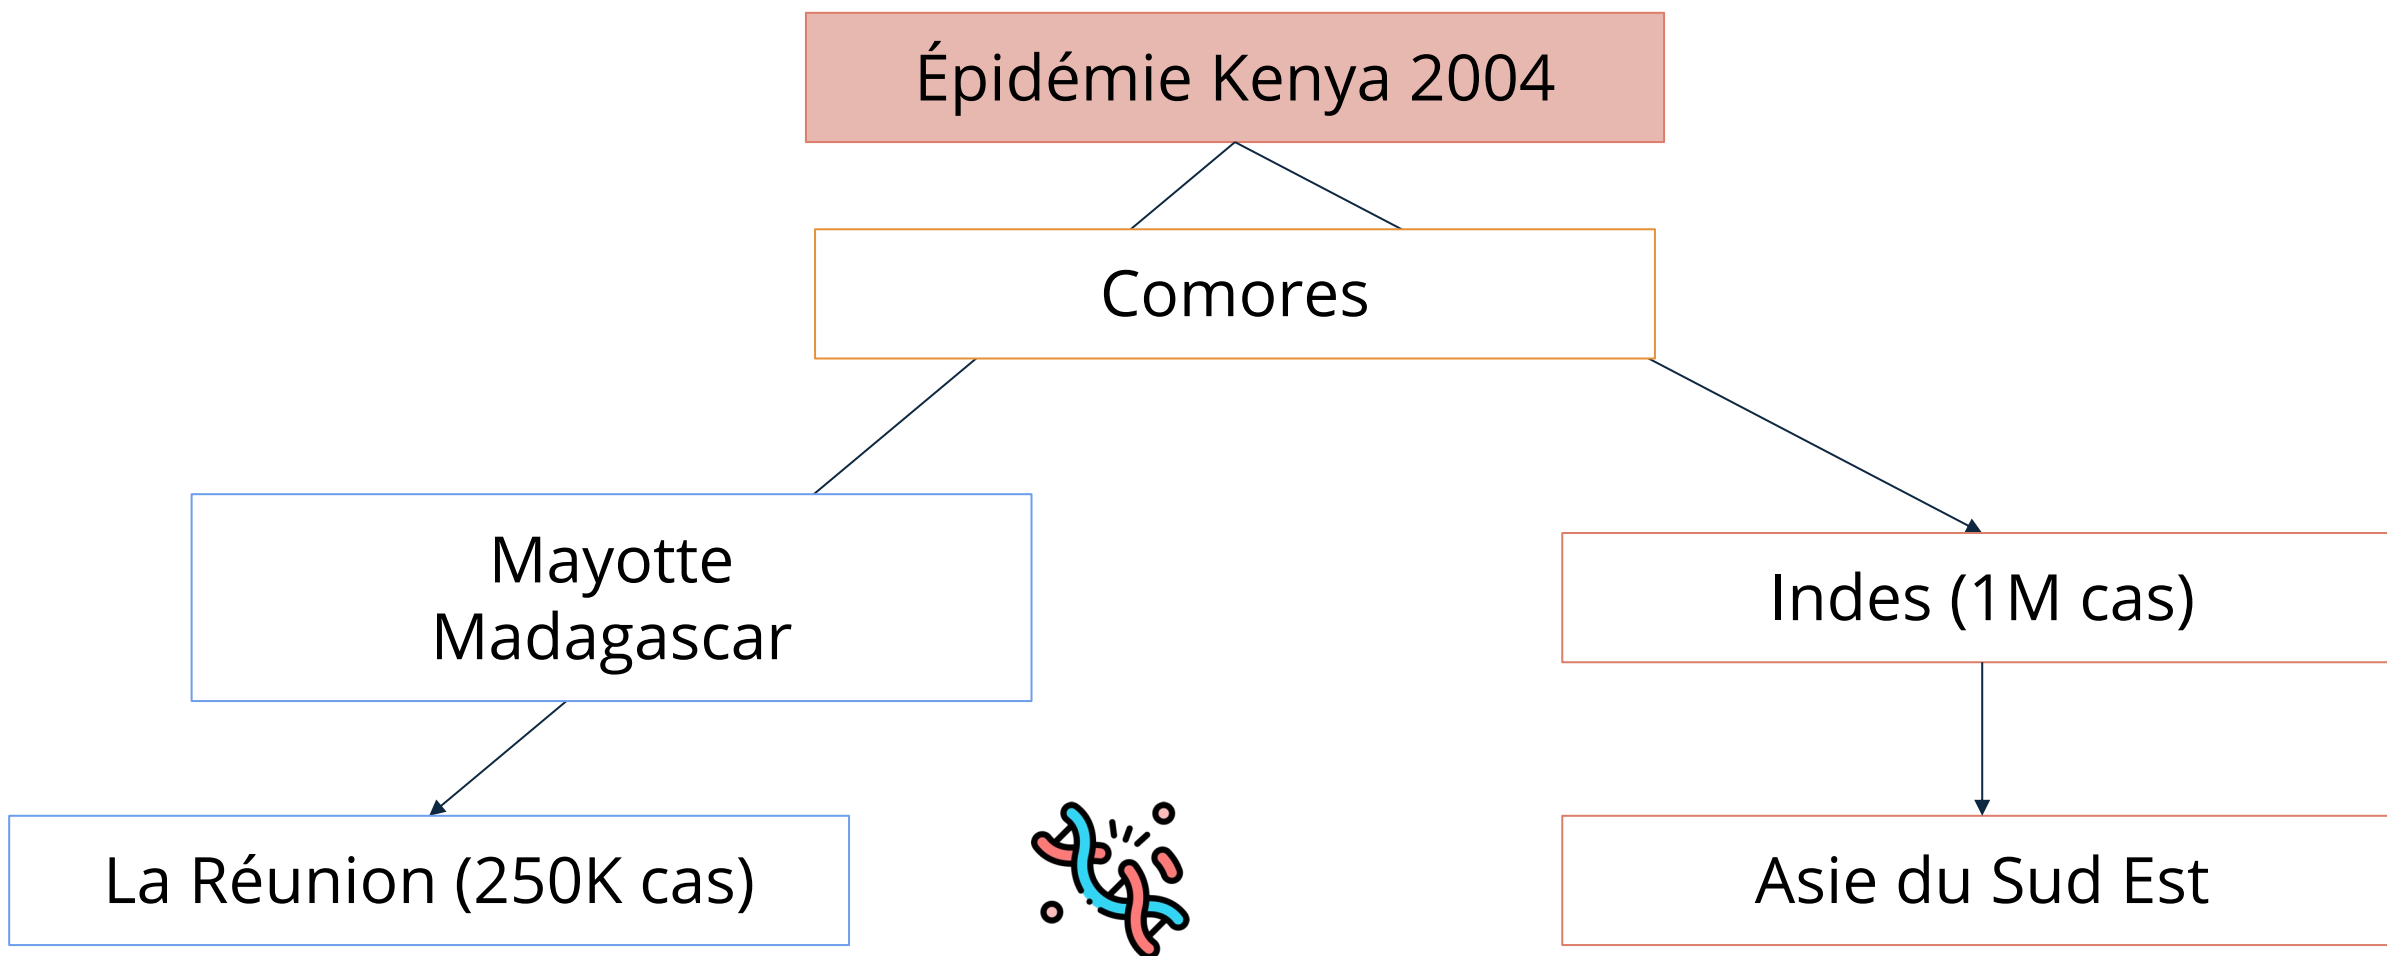 Épidémie Kenya 2004
Comores
Mayotte
Madagascar
Indes (1M cas)
La Réunion (250K cas)
Asie du Sud Est